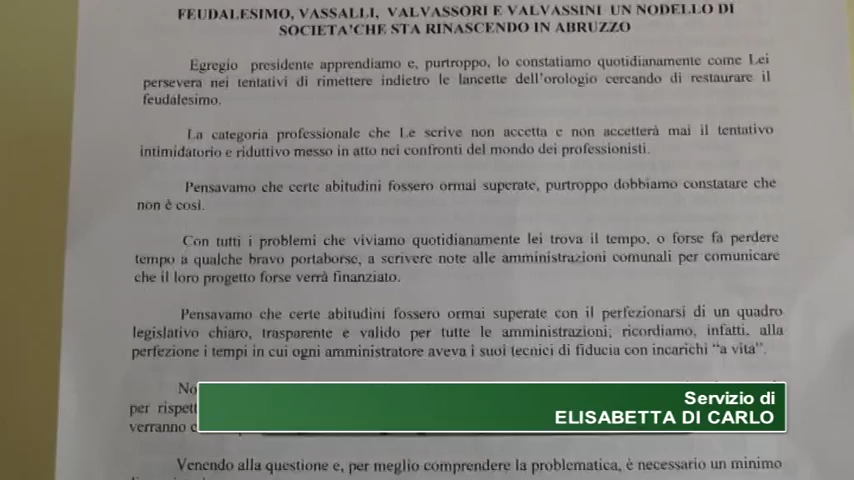 FEUDALESIMO, VASSALLI, VALVASSORI E VALVASSINI UN NODELLO DI
SOCIETA'CHE STA RINASCENDO IN ABRUZZO
Egregio presidente apprendiamo e, purtroppo, lo constatiamo quotidianamente come Lei
persevera nei tentativi di rimettere indietro le lancette dell'orologio cercando di restaurare il
feudalesimo.
La categoria professionale che Le scrive non accetta e non accetterà mai il tentativo
intimidatorio e riduttivo messo in atto nei confronti del mondo dei professionisti.
Pensavamo che certe abitudini fossero ormai superate, purtroppo dobbiamo constatare che
non è così.
Con tutti i problemi che viviamo quotidianamente lei trova il tempo, o forse fa perdere
tempo a qualche bravo portaborse, a scrivere note alle amministrazioni comunali per comunicare
che il loro progetto forse verrà finanziato.
Pensavamo che certe abitudini fossero ormai superate con il perfezionarsi di un quadro
legislativo chiaro, trasparente e valido per tutte le amministrazioni; ricordiamo, infatti, alla
perfezione i tempi in cui ogni amministratore aveva i suoi tecnici di fiducia con incarichi "a vita".
per
verranno
Servizio di
ELISABETTA DI CARLO
Venendo alla questione e, per meglio comprendere la problematica, è necessario un minimo